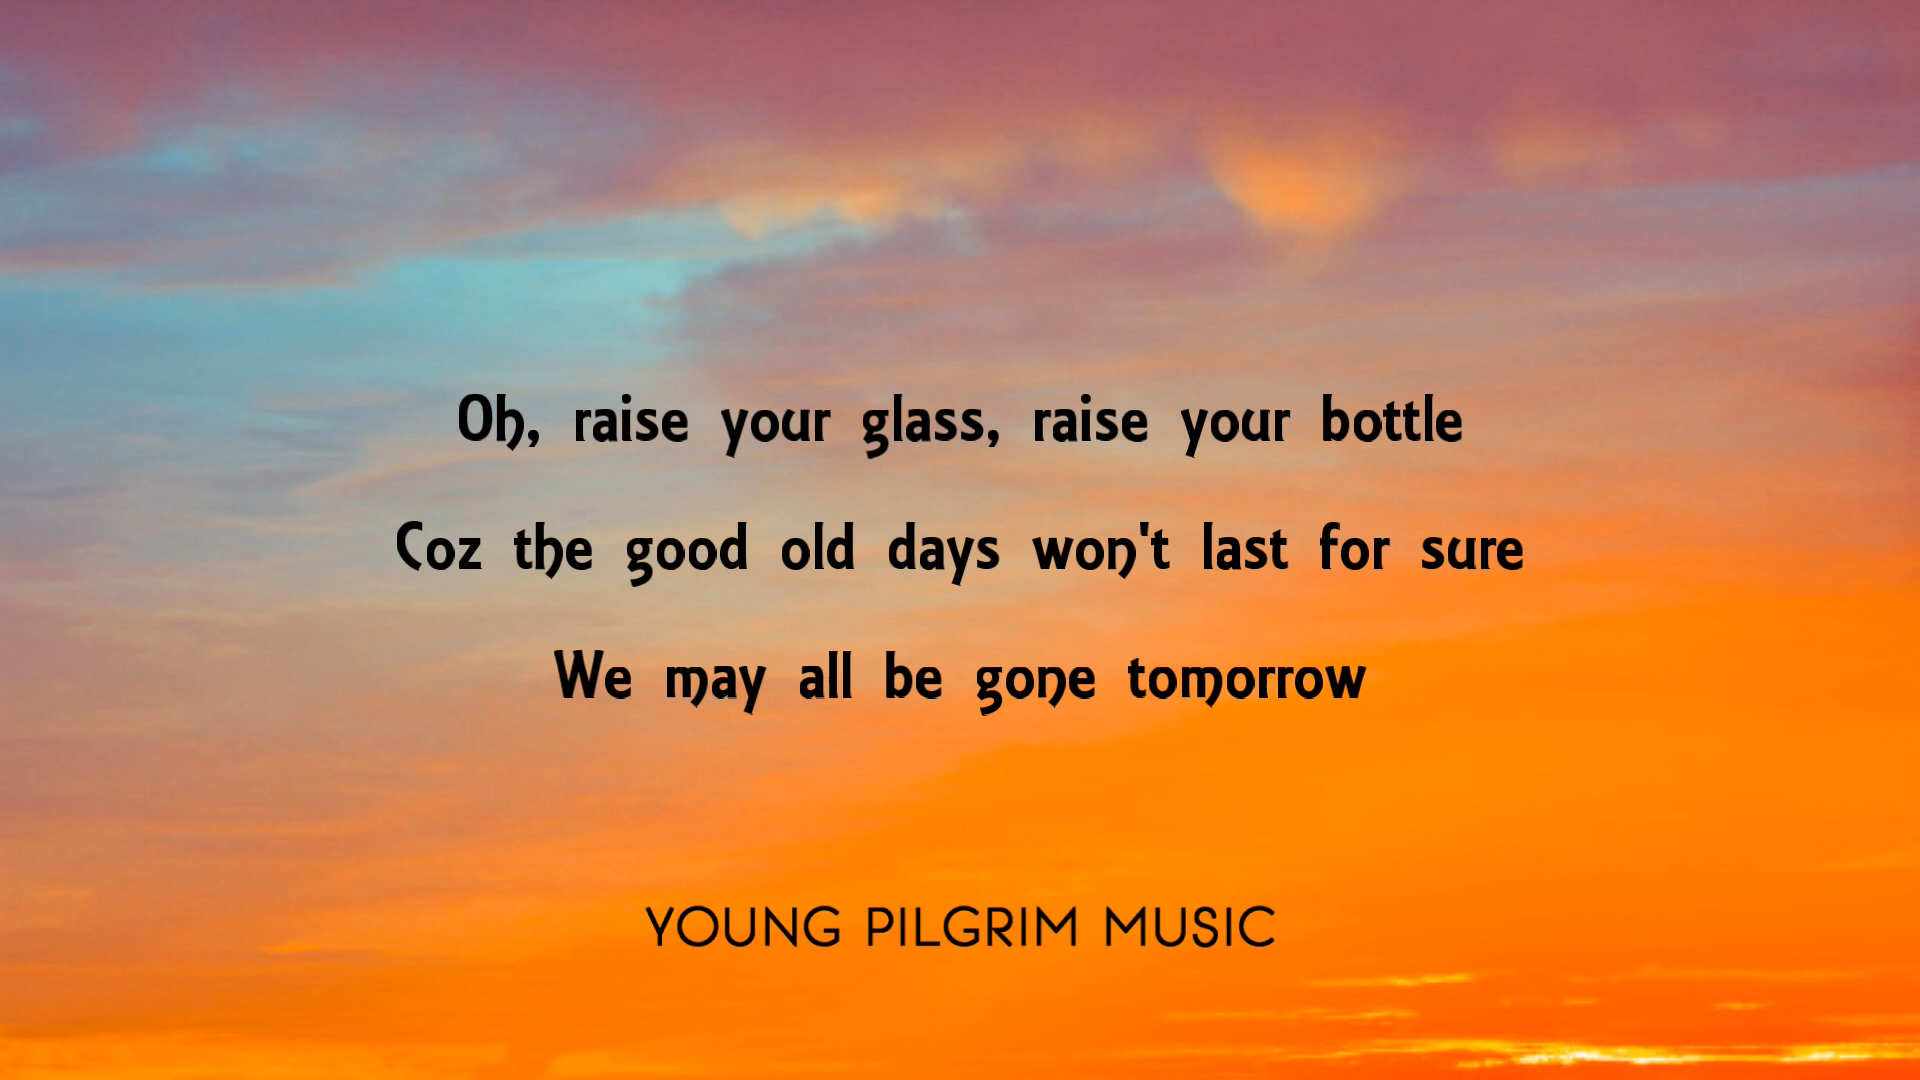 Oh, raise your glass, raise your bottle
Coz the good old days won't last for sure
We may all be gone tomorrow
YOUNG PILGRIM MUSIC